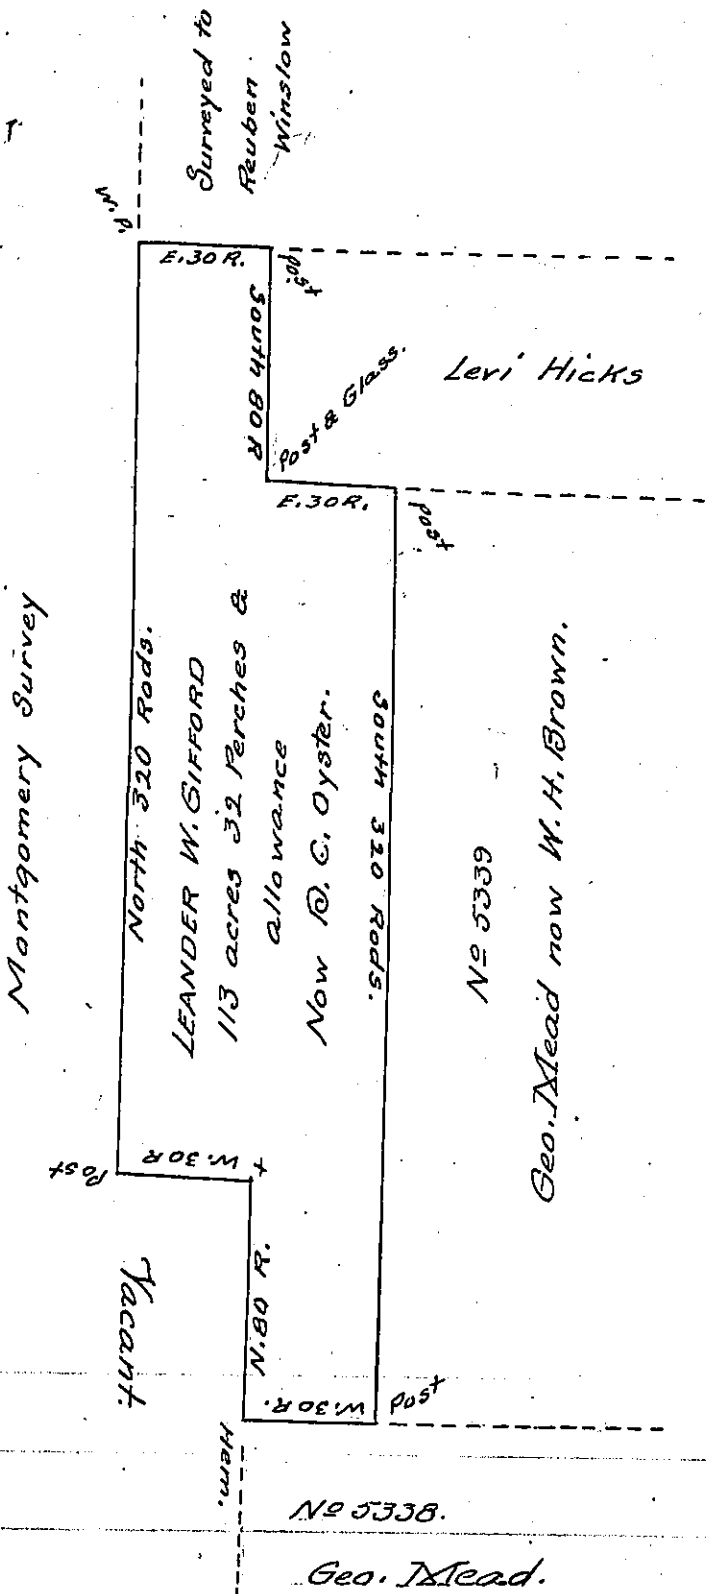 Surveyed to
Reuben
Winslow
W.P.
E. 30 R.
Post
South 80 R
Post & Glass.
Levi Hicks
E. 30 R.
Post
Montgomery Survey
North 320 Rods.
LEANDER W. GIFFORD
113 acres 32 Perches &
allowance
Now D. C. Oyster.
South 320 Rods.
No 5339
Geo. Mead now W. H. Brown.
Post
W. 30 R
+
Vacant.
N. 80 R.
W. 30 R.
Post
Hem.
No 5338.
Geo. Mead.